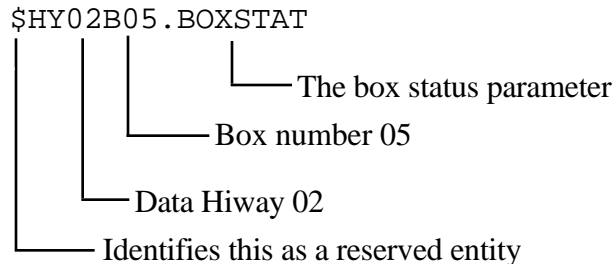 $HY02B05.BOXSTAT
The box status parameter
Box number 05
Data Hiway 02
Identifies this as a reserved entity